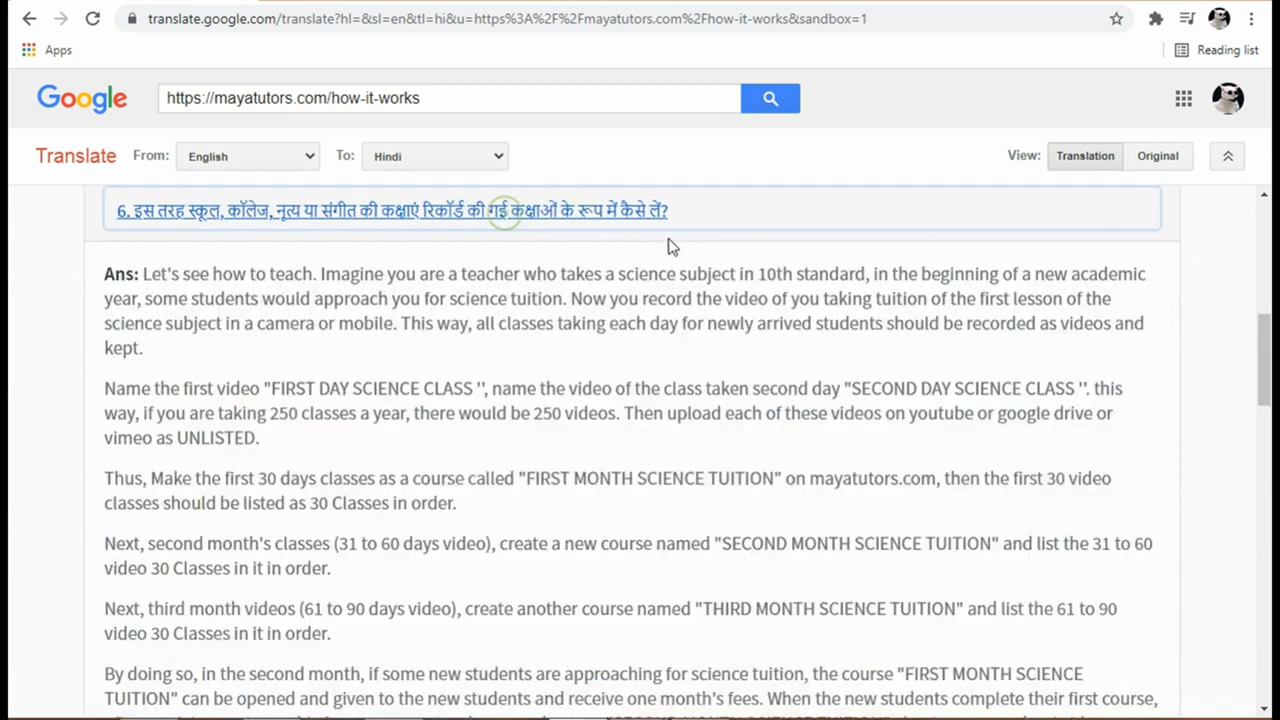 translate.google.com/translate?hl=&sl=en&tl=hi&u=https%3A%2F%2Fmayatutors.com%2Fhow-it-works&sandbox=1
Apps
Reading list
Google
https://mayatutors.com/how-it-works
Translate From: English To: Hindi View: Translation Original
6. इस तरह स्कूल, कॉलेज, नृत्य या संगीत की कक्षाएं रिकॉर्ड की गई कक्षाओं के रूप में कैसे लें?
Ans: Let's see how to teach. Imagine you are a teacher who takes a science subject in 10th standard, in the beginning of a new academic
year, some students would approach you for science tuition. Now you record the video of you taking tuition of the first lesson of the
science subject in a camera or mobile. This way, all classes taking each day for newly arrived students should be recorded as videos and
kept.
Name the first video "FIRST DAY SCIENCE CLASS '', name the video of the class taken second day "SECOND DAY SCIENCE CLASS ''. this
way, if you are taking 250 classes a year, there would be 250 videos. Then upload each of these videos on youtube or google drive or
vimeo as UNLISTED.
Thus, Make the first 30 days classes as a course called "FIRST MONTH SCIENCE TUITION" on mayatutors.com, then the first 30 video
classes should be listed as 30 Classes in order.
Next, second month's classes (31 to 60 days video), create a new course named "SECOND MONTH SCIENCE TUITION" and list the 31 to 60
video 30 Classes in it in order.
Next, third month videos (61 to 90 days video), create another course named "THIRD MONTH SCIENCE TUITION" and list the 61 to 90
video 30 Classes in it in order.
By doing so, in the second month, if some new students are approaching for science tuition, the course "FIRST MONTH SCIENCE
TUITION" can be opened and given to the new students and receive one month's fees. When the new students complete their first course,